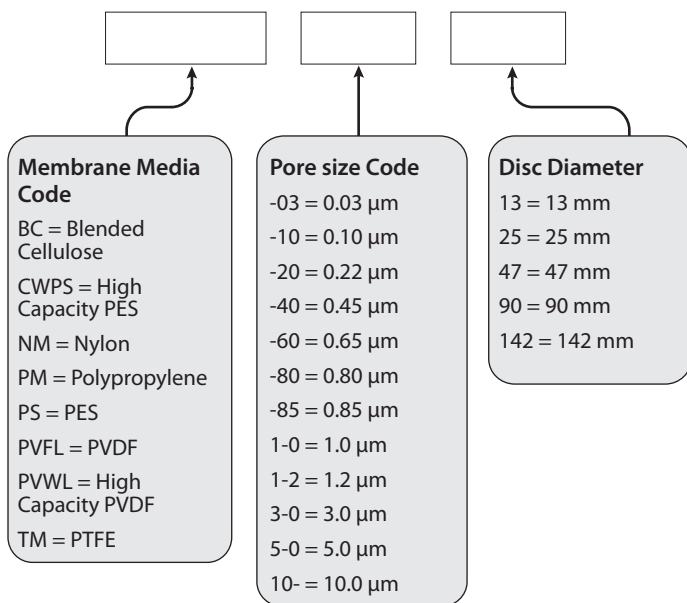 Membrane Media
Code
BC = Blended
Cellulose
CWPS = High
Capacity PES
NM = Nylon
PM = Polypropylene
PS = PES
PVFL = PVDF
PVWL = High
Capacity PVDF
TM = PTFE
Pore size Code
-03 = 0.03 µm
-10 = 0.10 µm
-20 = 0.22 µm
-40 = 0.45 µm
-60 = 0.65 µm
-80 = 0.80 µm
-85 = 0.85 µm
1-0 = 1.0 µm
1-2 = 1.2 µm
3-0 = 3.0 µm
5-0 = 5.0 µm
10- = 10.0 µm
Disc Diameter
13 = 13 mm
25 = 25 mm
47 = 47 mm
90 = 90 mm
142 = 142 mm